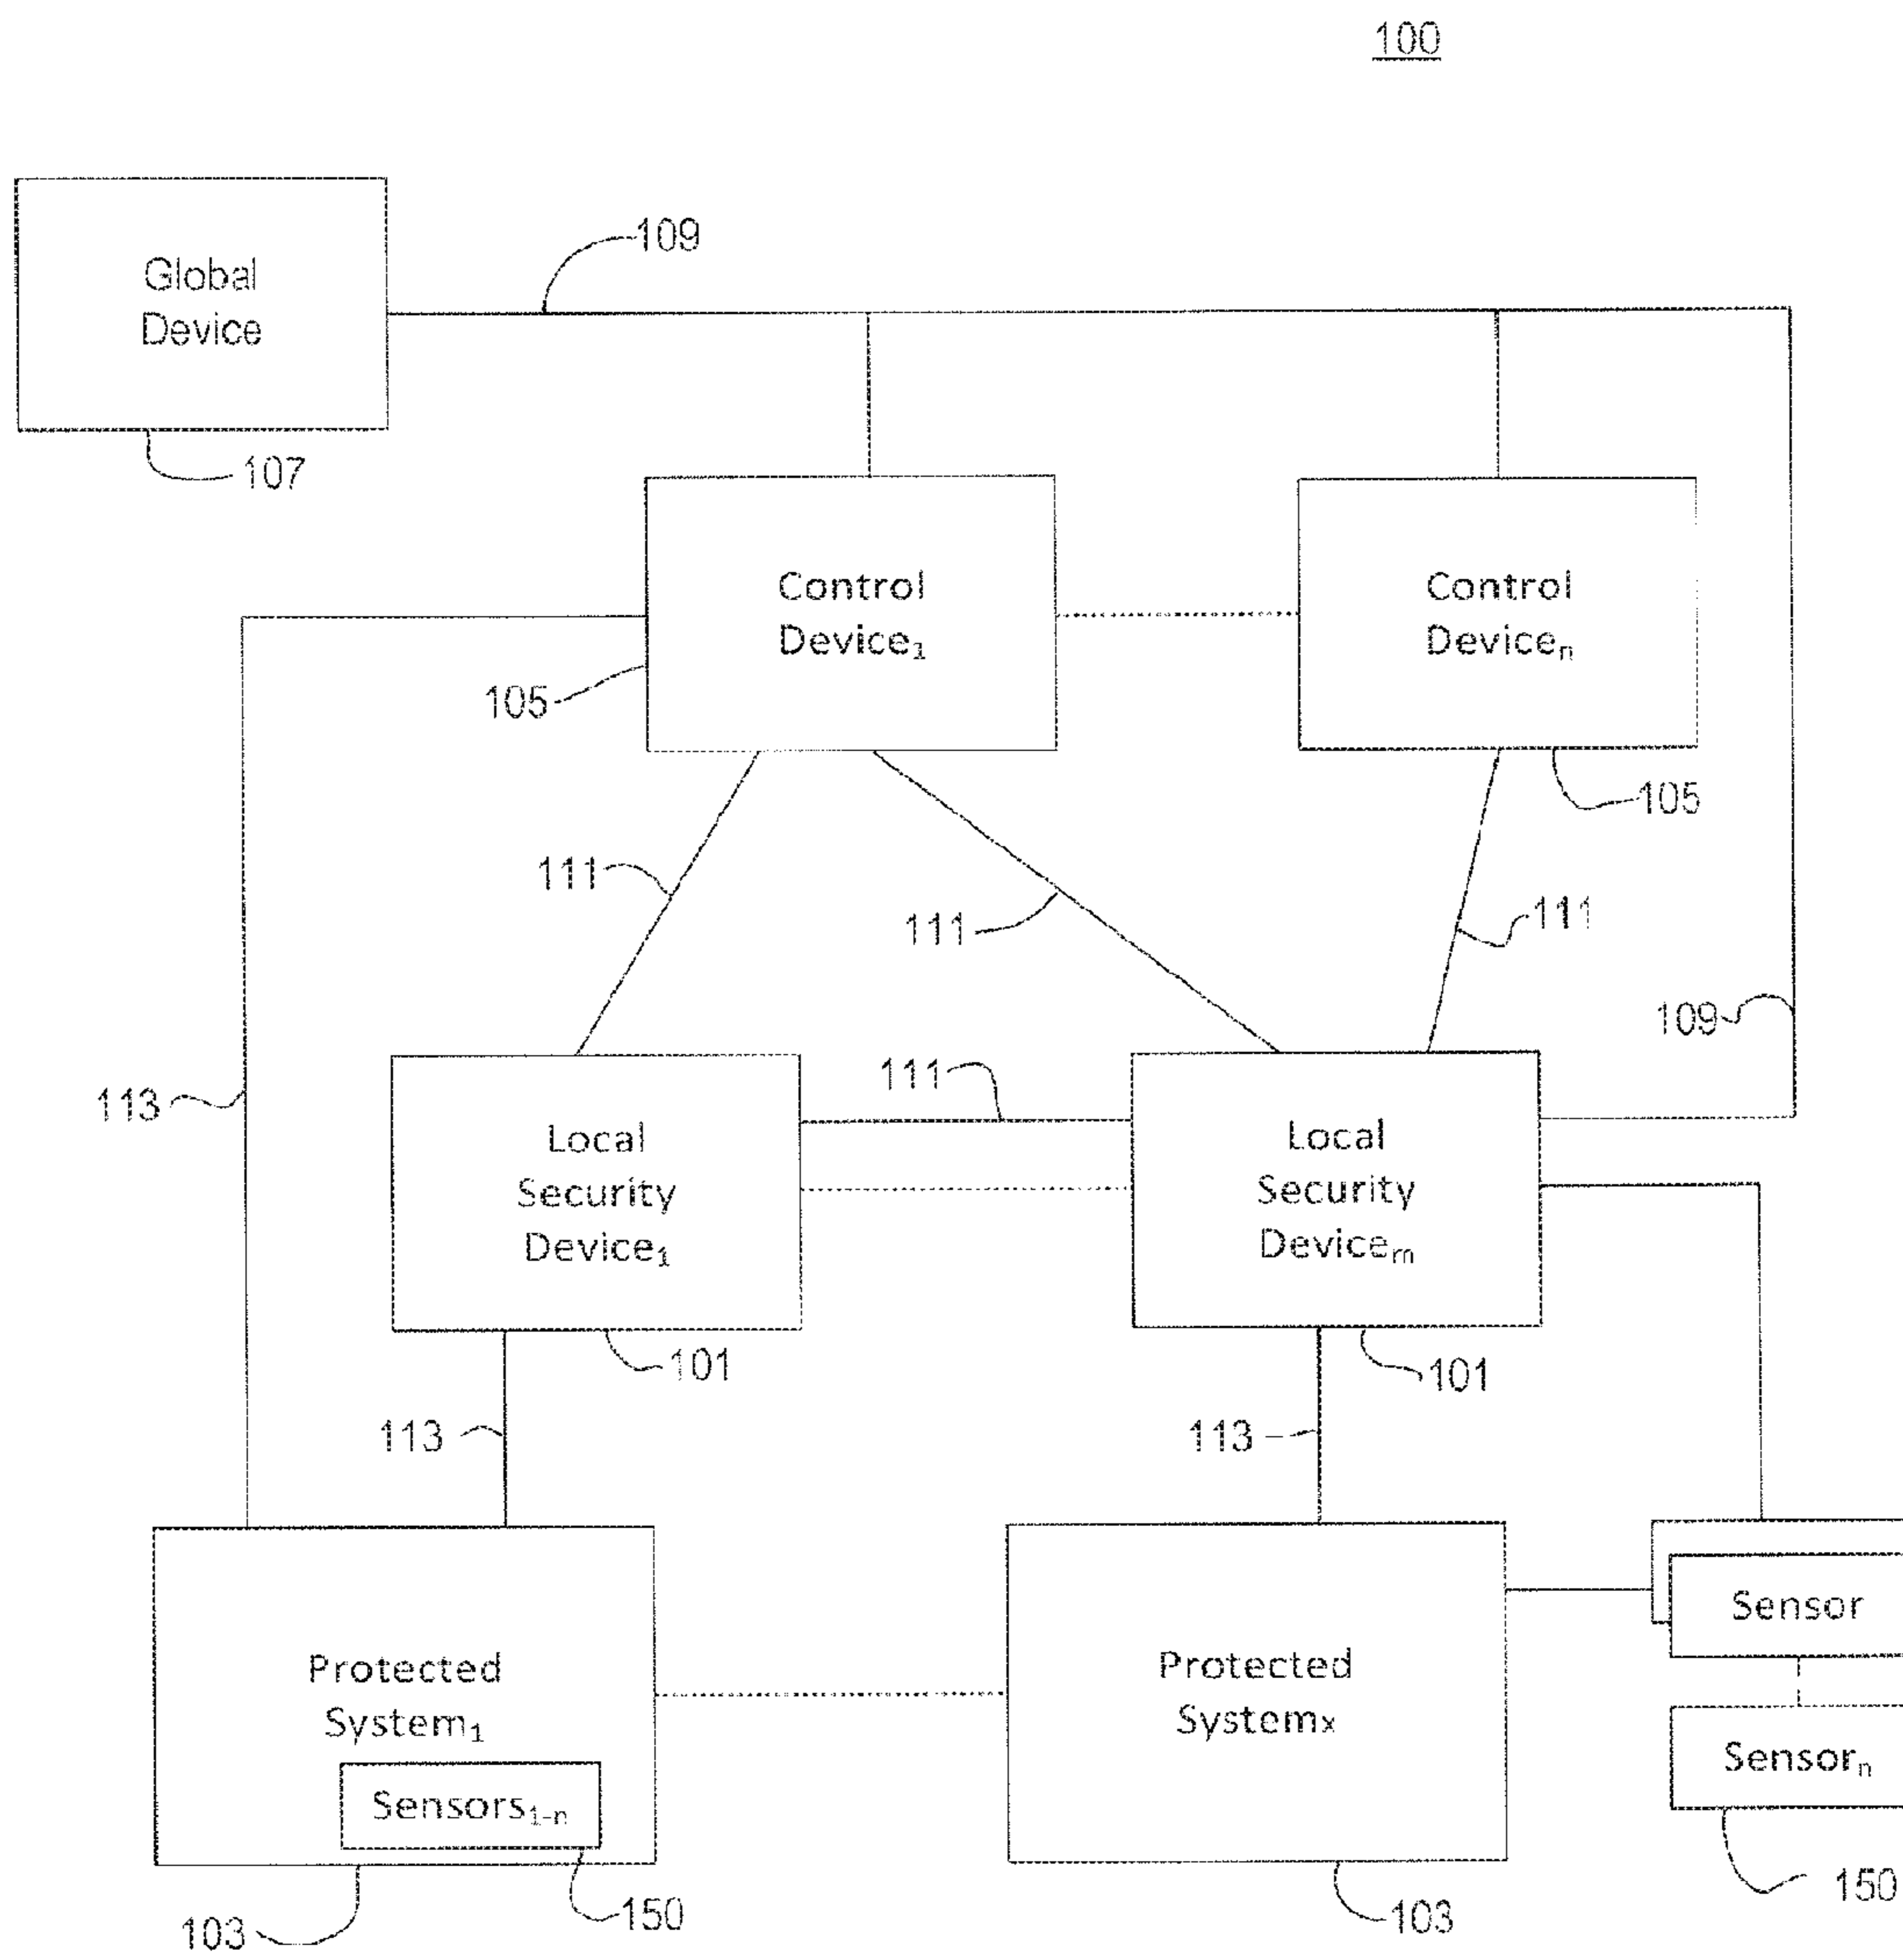 100
109
Global
Device
107
Control
Device₁
Control
Deviceₙ
105
105
111
111
111
109
113
111
Local
Security
Device₁
Local
Security
Deviceₘ
101
101
113
113
Sensor
Protected
System₁
Protected
Systemₓ
Sensorₙ
Sensors₁₋ₙ
150
150
103
103